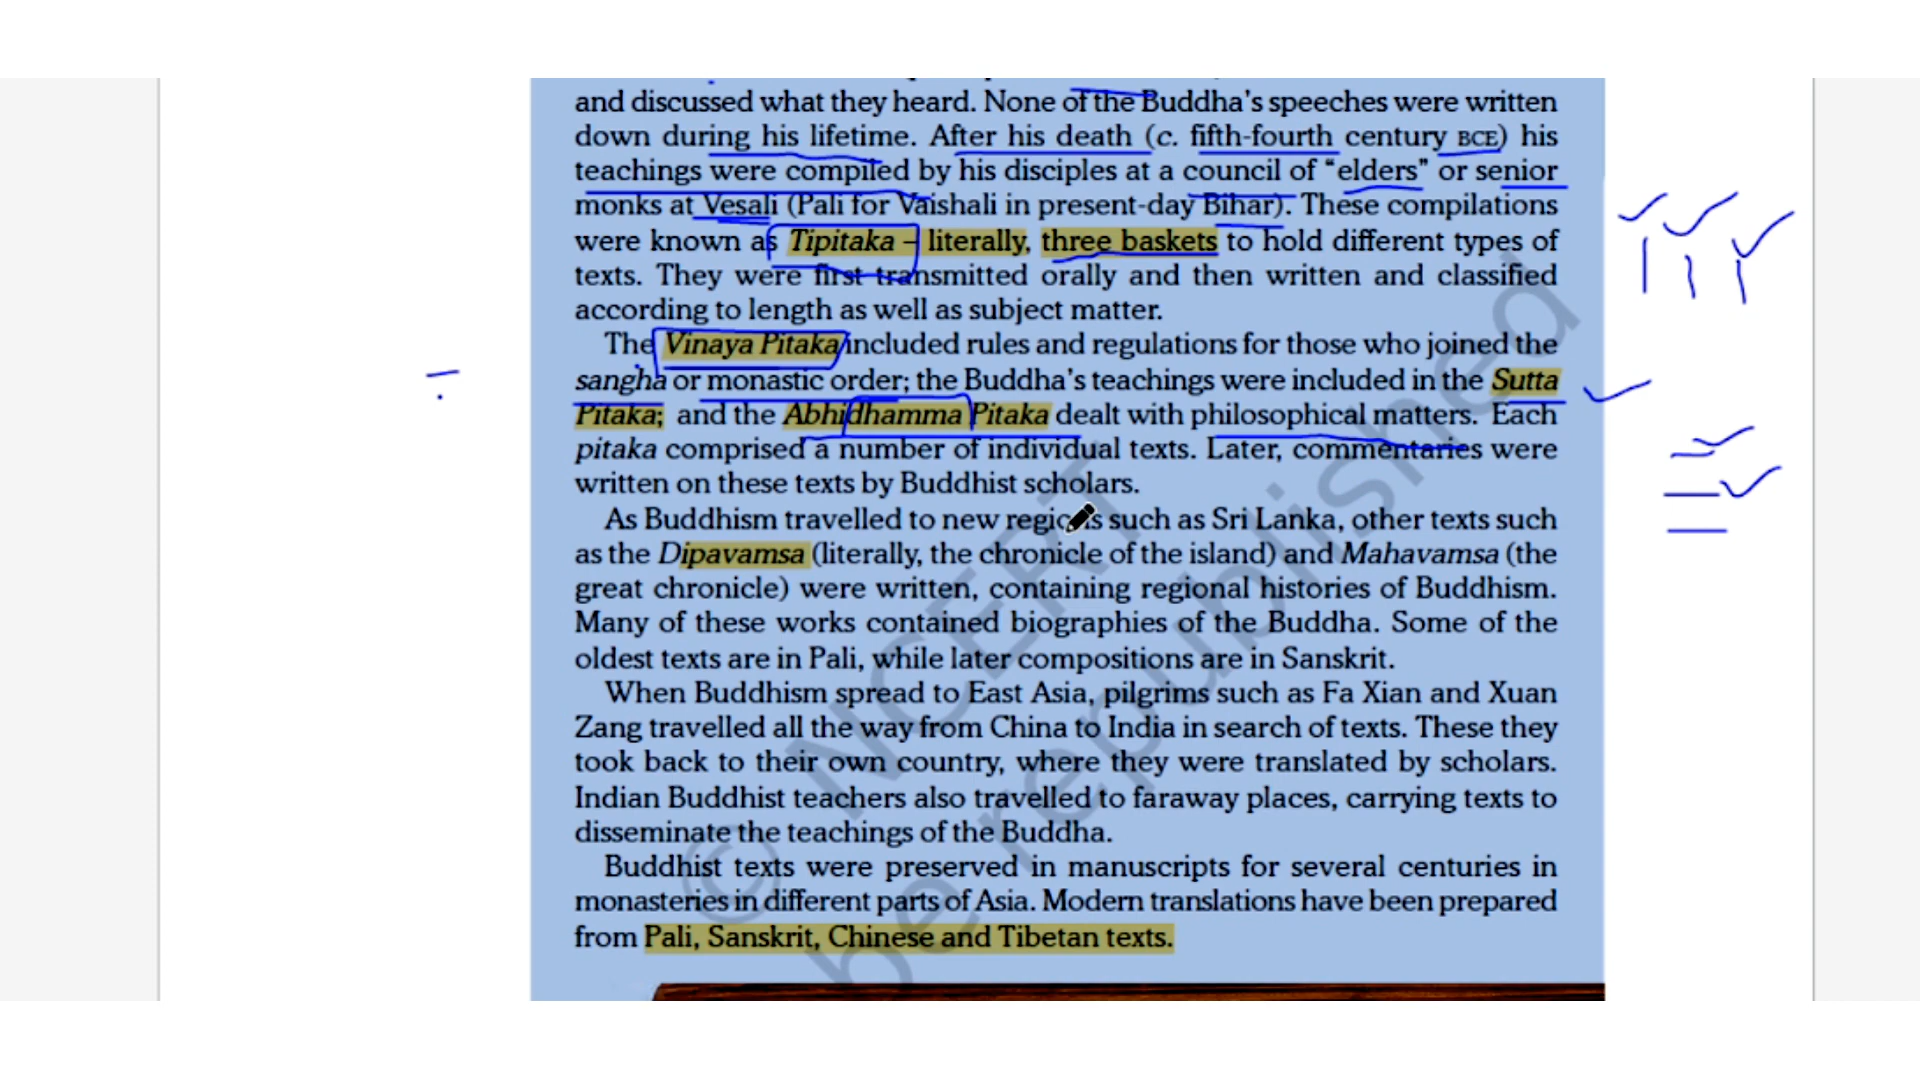 and discussed what they heard. None of the Buddha's speeches were written
down during his lifetime. After his death (c. fifth-fourth century BCE) his
teachings were compiled by his disciples at a council of "elders" or senior
monks at Vesali (Pali for Vaishali in present-day Bihar). These compilations
were known as Tipitaka – literally, three baskets to hold different types of
texts. They were first transmitted orally and then written and classified
according to length as well as subject matter.
The Vinaya Pitaka included rules and regulations for those who joined the
sangha or monastic order; the Buddha's teachings were included in the Sutta
Pitaka; and the Abhidhamma Pitaka dealt with philosophical matters. Each
pitaka comprised a number of individual texts. Later, commentaries were
written on these texts by Buddhist scholars.
As Buddhism travelled to new regions such as Sri Lanka, other texts such
as the Dipavamsa (literally, the chronicle of the island) and Mahavamsa (the
great chronicle) were written, containing regional histories of Buddhism.
Many of these works contained biographies of the Buddha. Some of the
oldest texts are in Pali, while later compositions are in Sanskrit.
When Buddhism spread to East Asia, pilgrims such as Fa Xian and Xuan
Zang travelled all the way from China to India in search of texts. These they
took back to their own country, where they were translated by scholars.
Indian Buddhist teachers also travelled to faraway places, carrying texts to
disseminate the teachings of the Buddha.
Buddhist texts were preserved in manuscripts for several centuries in
monasteries in different parts of Asia. Modern translations have been prepared
from Pali, Sanskrit, Chinese and Tibetan texts.
© NCERT
be republished